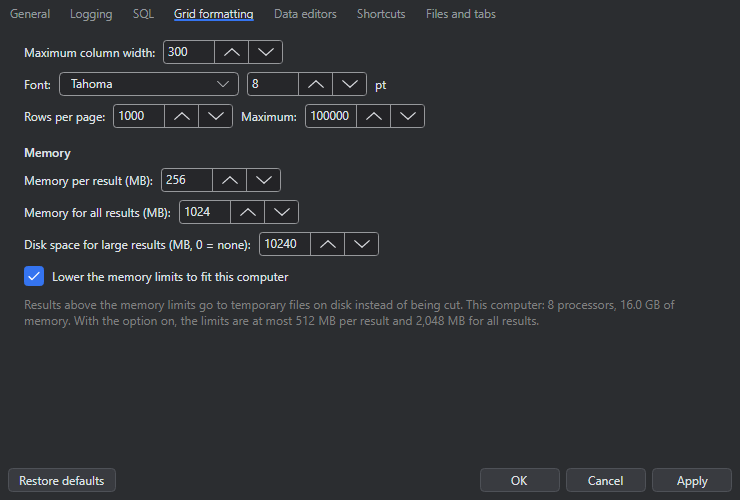 General Logging SQL Grid formatting Data editors Shortcuts Files and tabs
Maximum column width: 300
Font: Tahoma 8 pt
Rows per page: 1000 Maximum: 100000
Memory
Memory per result (MB): 256
Memory for all results (MB): 1024
Disk space for large results (MB, 0 = none): 10240
Lower the memory limits to fit this computer
Results above the memory limits go to temporary files on disk instead of being cut. This computer: 8 processors, 16.0 GB of
memory. With the option on, the limits are at most 512 MB per result and 2,048 MB for all results.
Restore defaults OK Cancel Apply